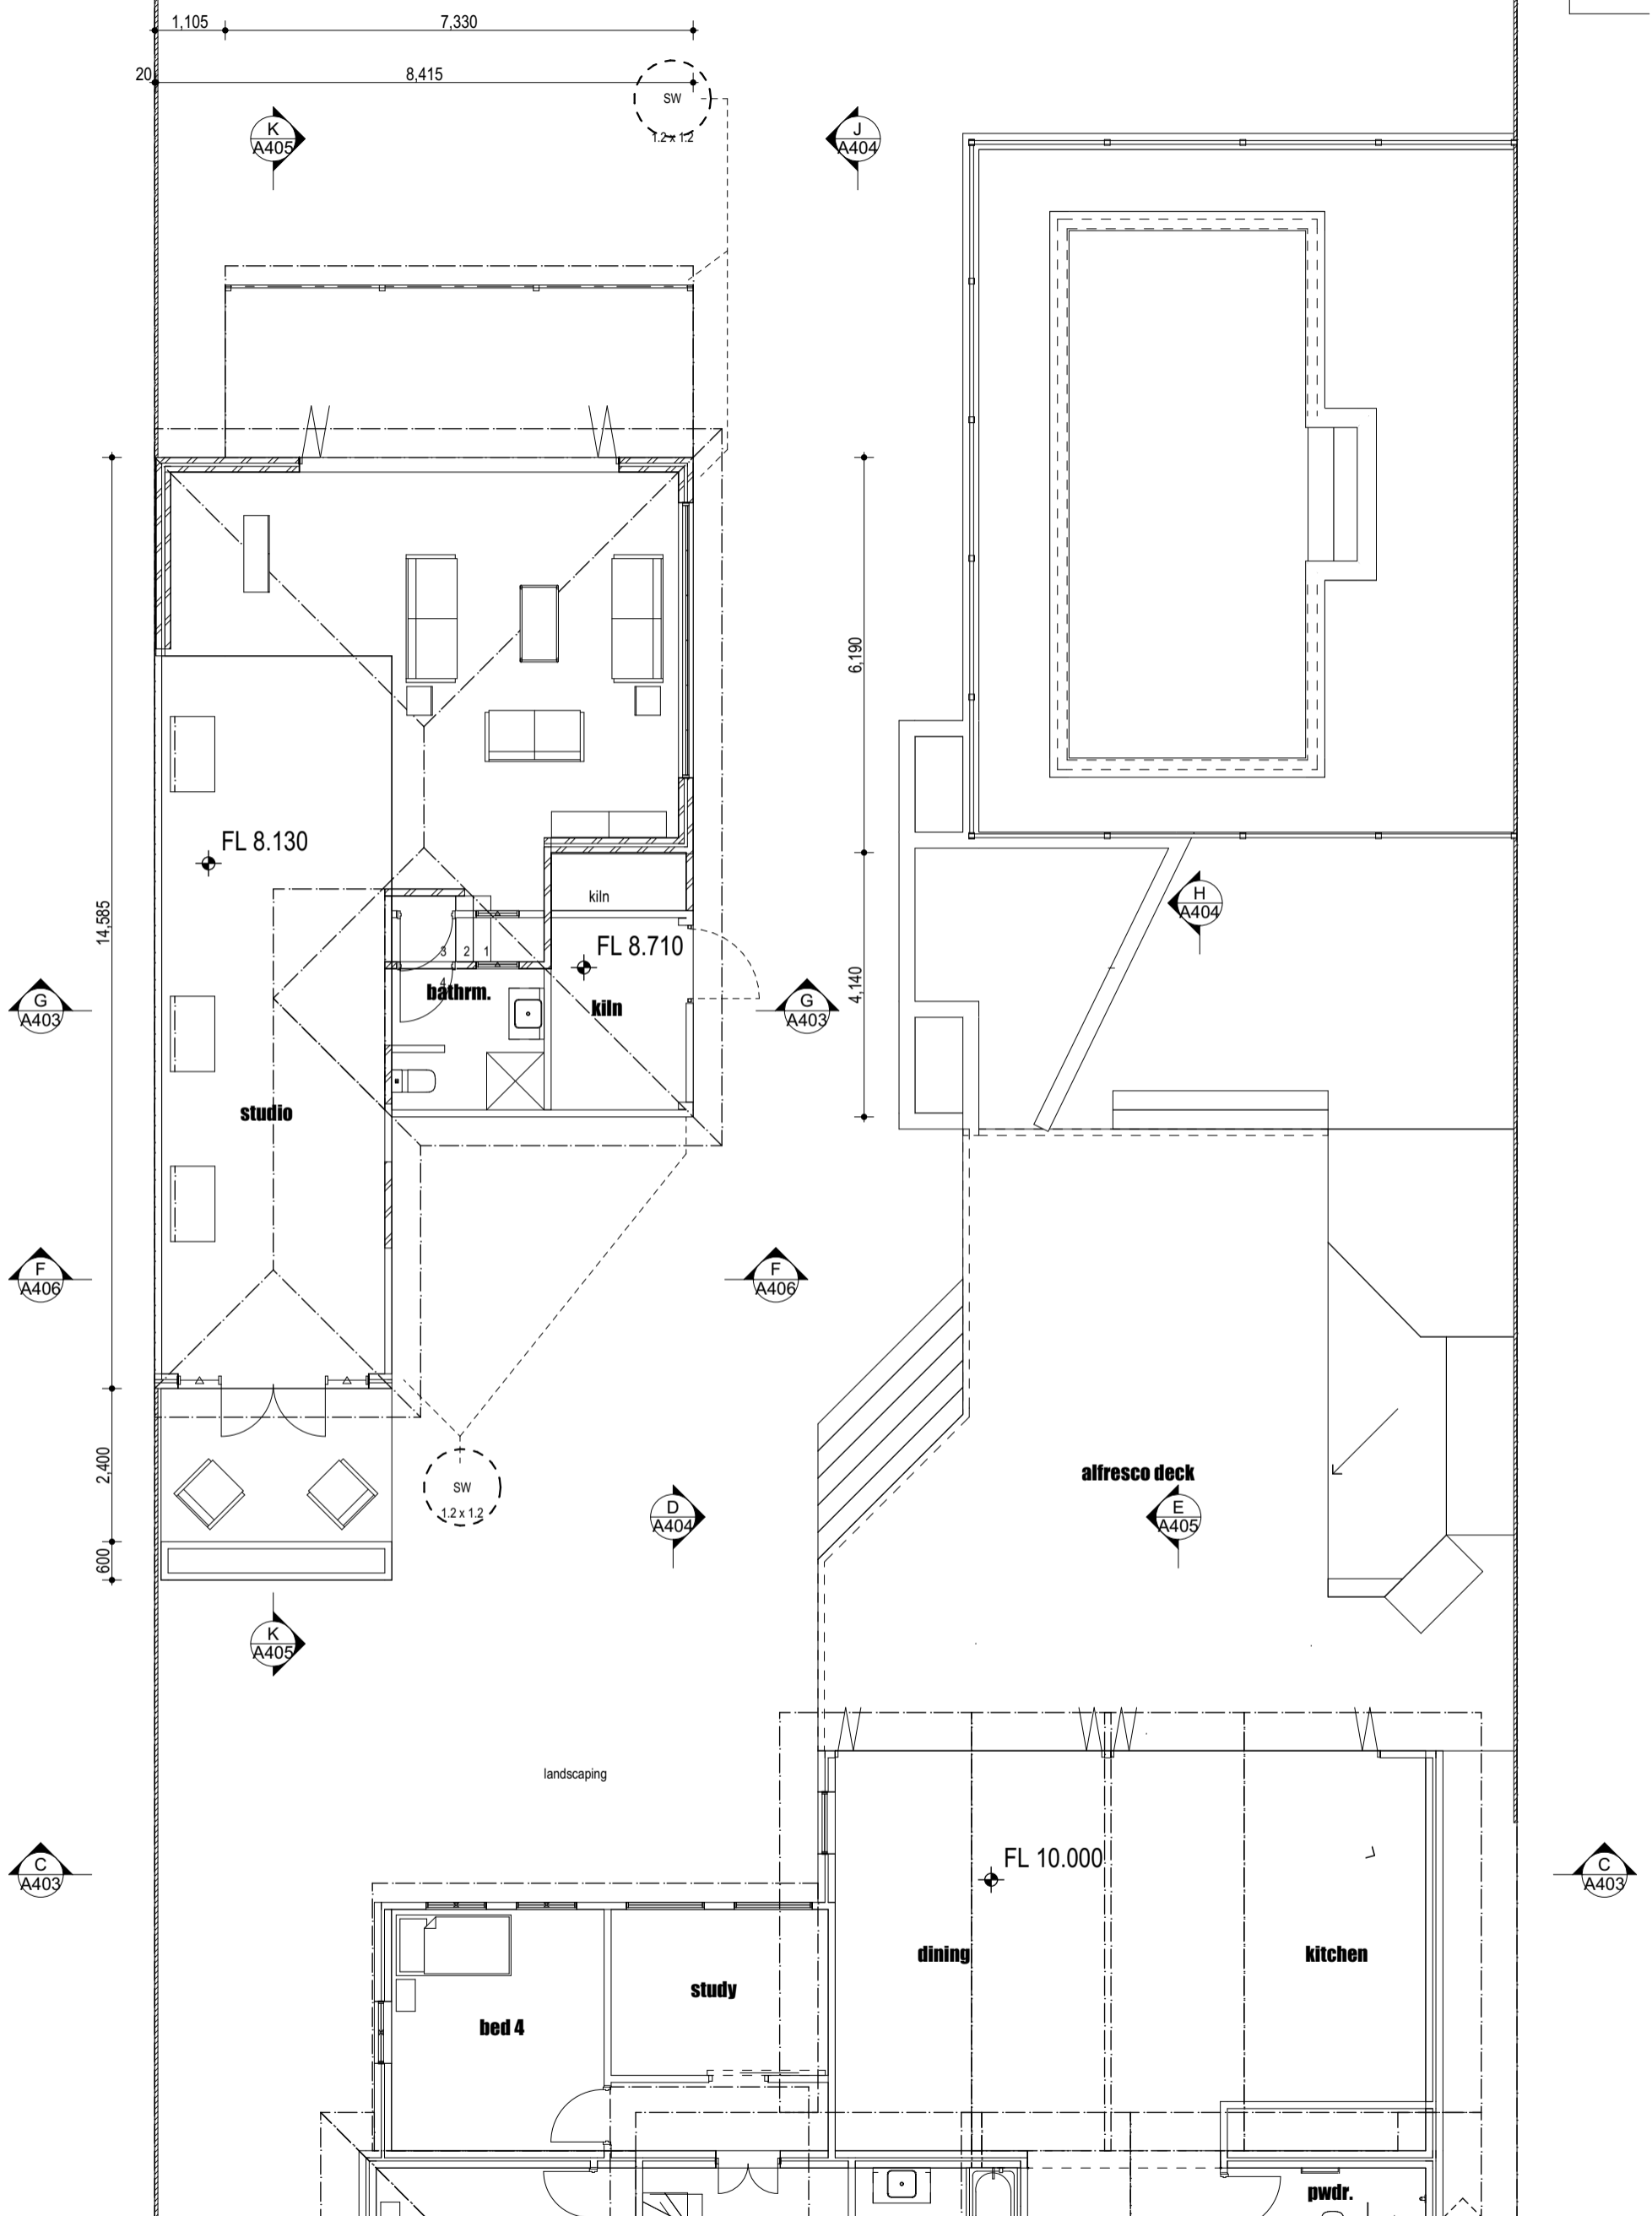 1,105
7,330
20
8,415
SW
1.2 x 1.2
K
A405
J
A404
6,190
FL 8.130
14,585
kiln
H
A404
FL 8.710
3 2 1
4
bathrm.
kiln
4,140
G
A403
G
A403
studio
F
A406
F
A406
2,400
alfresco deck
SW
1.2 x 1.2
D
A404
E
A405
600
K
A405
landscaping
FL 10.000
C
A403
C
A403
dining
kitchen
study
bed 4
pwdr.